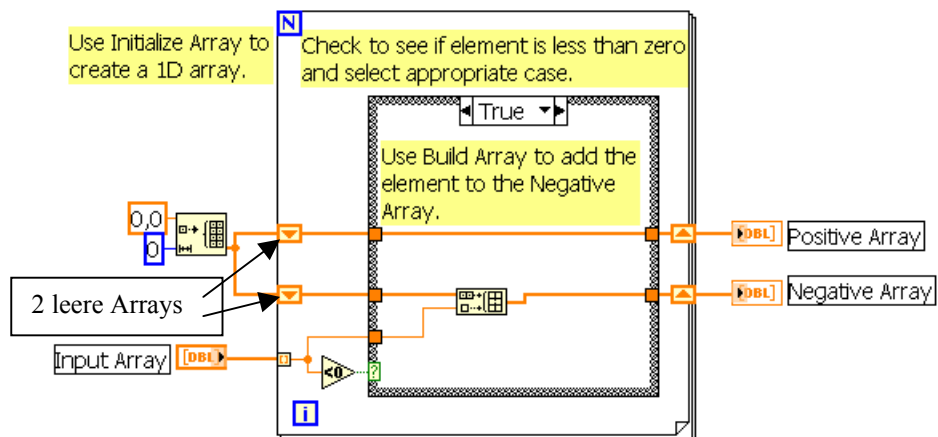 N
Use Initialize Array to
create a 1D array.
Check to see if element is less than zero
and select appropriate case.
True
Use Build Array to add the
element to the Negative
Array.
0,0
0
DBL]
Positive Array
2 leere Arrays
DBL]
Negative Array
Input Array
[DBL]
<0
?
i